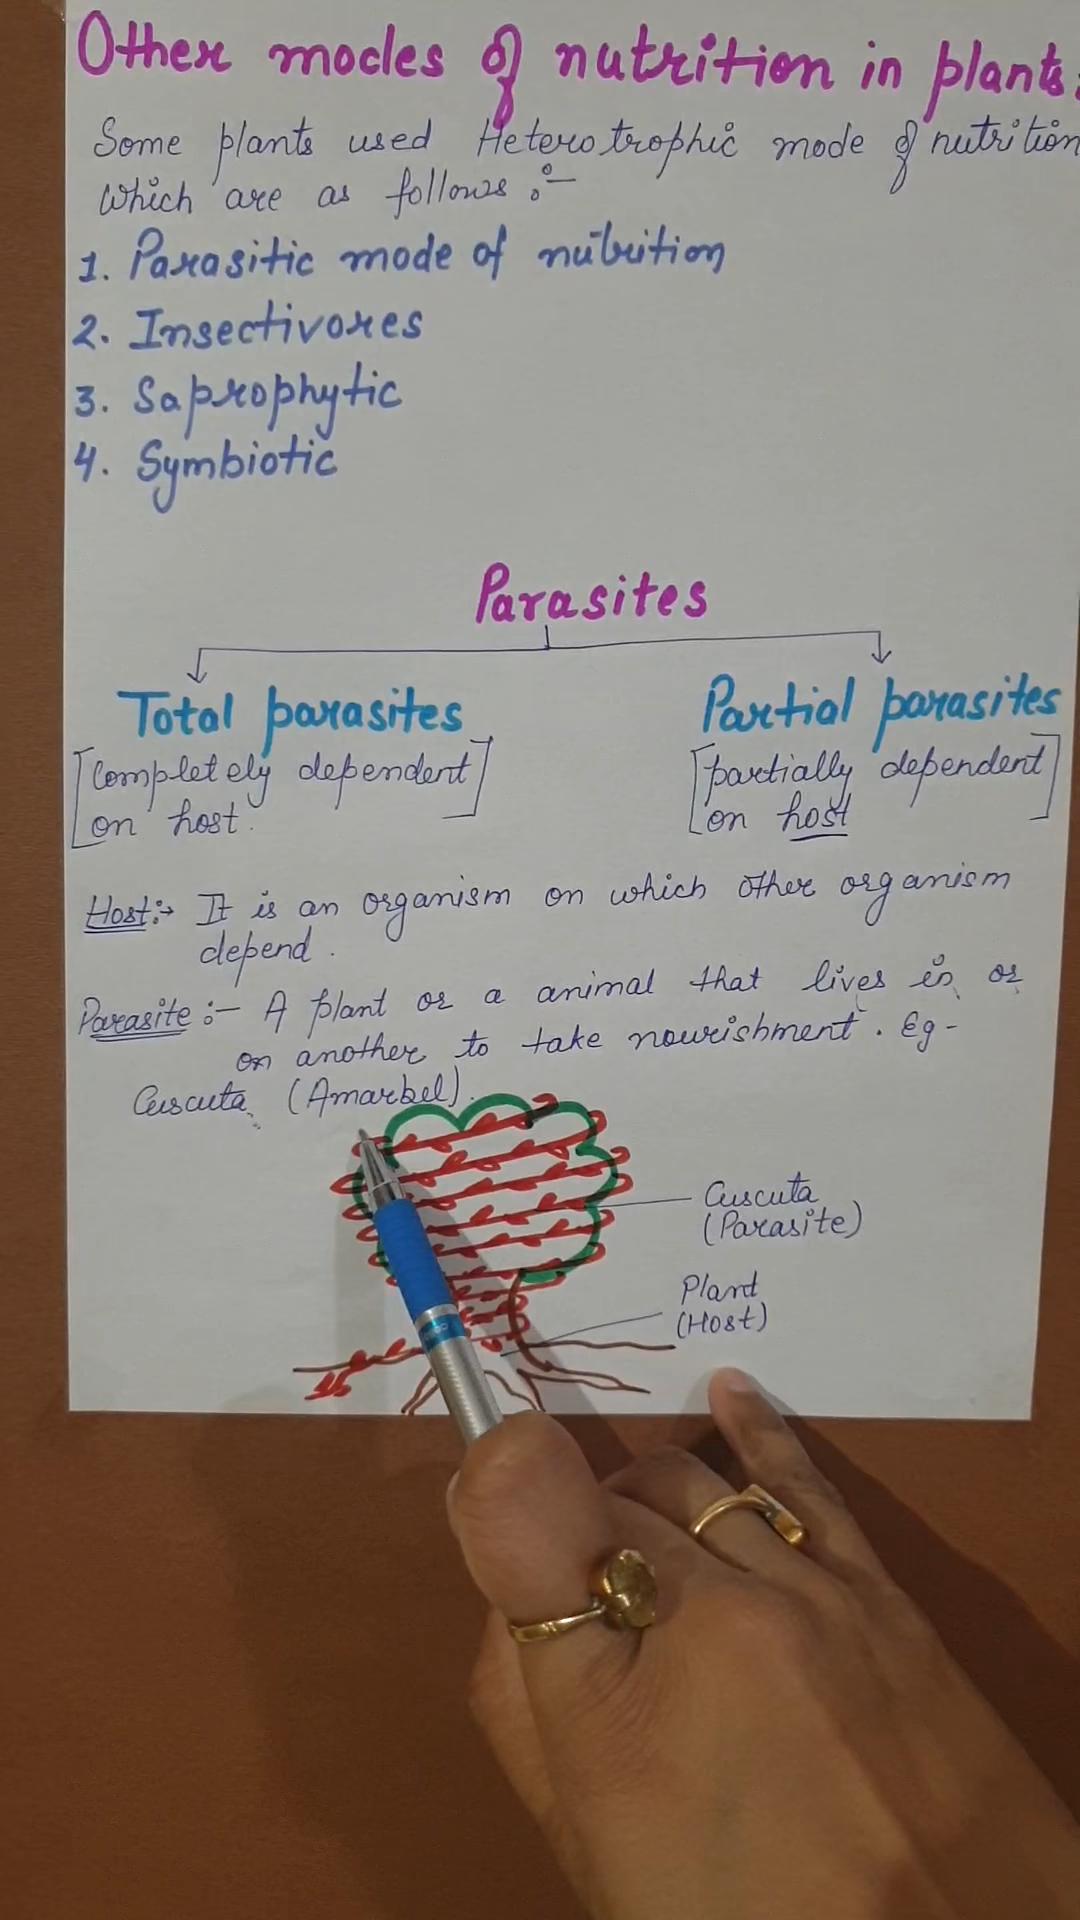 Other modes of nutrition in plants:
Some plants used Heterotrophic mode of nutrition
which are as follows :-
1. Parasitic mode of nutrition
2. Insectivores
3. Saprophytic
4. Symbiotic
Parasites
Total parasites
[Completely dependent
on host.]
Partial parasites
[partially dependent
on host]
Host:→ It is an organism on which other organism
depend.
Parasite :- A plant or a animal that lives in or
on another to take nourishment. Eg -
Cuscuta (Amarbel).
Cuscuta
(Parasite)
Plant
(Host)